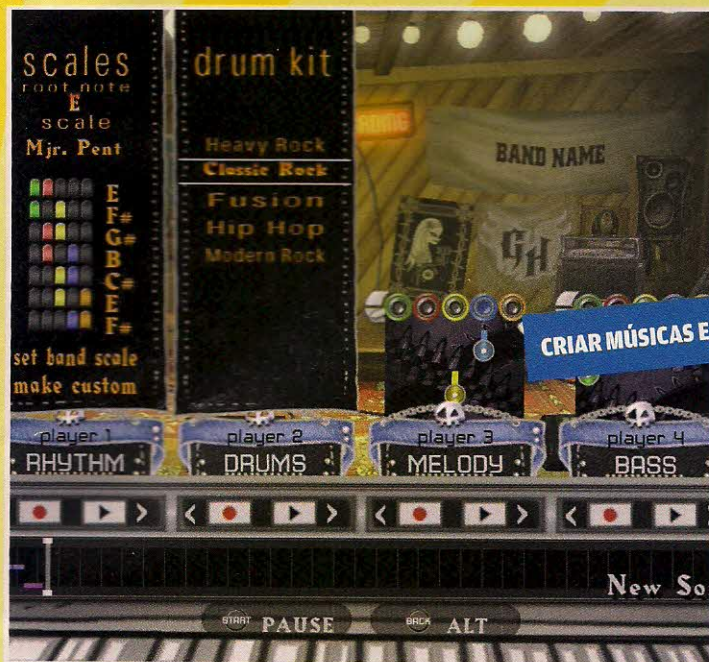 scales
root note
E
scale
Mjr. Pent
E
F#
G#
B
C#
E
F#
set band scale
make custom
drum kit
Heavy Rock
Classic Rock
Fusion
Hip Hop
Modern Rock
BAND NAME
GH
CRIAR MÚSICAS E
player 1
RHYTHM
player 2
DRUMS
player 3
MELODY
player 4
BASS
New So
START PAUSE
BACK ALT